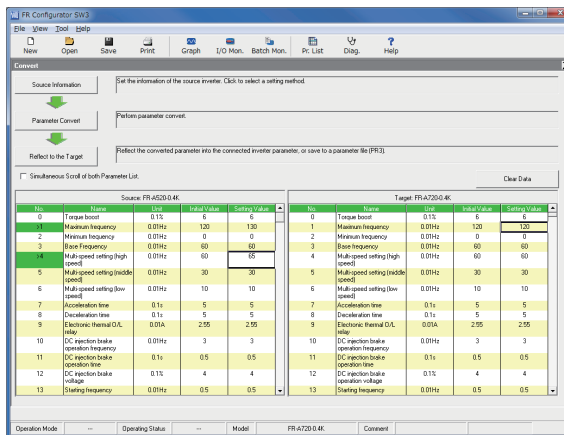 FR Configurator SW3
File View Tool Help
New Open Save Print Graph I/O Mon. Batch Mon. Pr. List Diag. Help
Convert
Source Information
Set the information of the source inverter. Click to select a setting method.
Parameter Convert
Perform parameter convert.
Reflect to the Target
Reflect the converted parameter into the connected inverter parameter, or save to a parameter file (PR3).
Simultaneous Scroll of both Parameter List.
Clear Data
Source: FR-A520-0.4K
No. Name Unit Initial Value Setting Value
0 Torque boost 0.1% 6 6
>1 Maximum frequency 0.01Hz 120 130
2 Minimum frequency 0.01Hz 0 0
3 Base Frequency 0.01Hz 60 60
>4 Multi-speed setting (high 0.01Hz 60 65
speed)
5 Multi-speed setting (middle 0.01Hz 30 30
speed)
6 Multi-speed setting (low 0.01Hz 10 10
speed)
7 Acceleration time 0.1s 5 5
8 Deceleration time 0.1s 5 5
9 Electronic thermal O/L 0.01A 2.55 2.55
relay
10 DC injection brake 0.01Hz 3 3
operation frequency
11 DC injection brake 0.1s 0.5 0.5
operation time
12 DC injection brake 0.1% 4 4
voltage
13 Starting frequency 0.01Hz 0.5 0.5
Target: FR-A720-0.4K
No. Name Unit Initial Value Setting Value
0 Torque boost 0.1% 6 6
1 Maximum frequency 0.01Hz 120 120
2 Minimum frequency 0.01Hz 0 0
3 Base Frequency 0.01Hz 60 60
4 Multi-speed setting (high 0.01Hz 60 60
speed)
5 Multi-speed setting (middle 0.01Hz 30 30
speed)
6 Multi-speed setting (low 0.01Hz 10 10
speed)
7 Acceleration time 0.1s 5 5
8 Deceleration time 0.1s 5 5
9 Electronic thermal O/L 0.01A 2.55 2.55
relay
10 DC injection brake 0.01Hz 3 3
operation frequency
11 DC injection brake 0.1s 0.5 0.5
operation time
12 DC injection brake 0.1% 4 4
voltage
13 Starting frequency 0.01Hz 0.5 0.5
Operation Mode -- Operating Status -- Model FR-A720-0.4K Comment